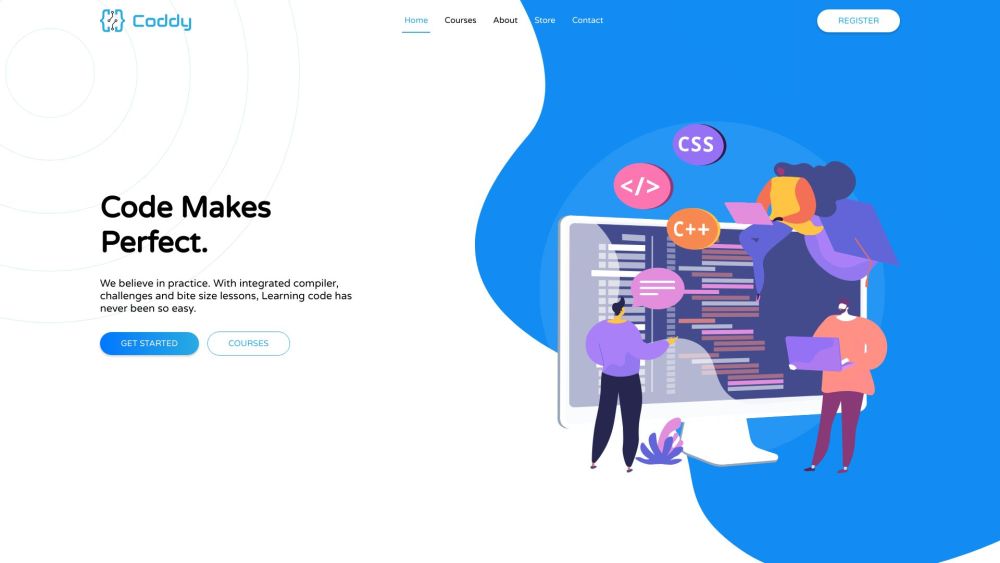 Coddy
Home Courses About Store Contact
REGISTER
CSS
</>
C++
Code Makes
Perfect.
We believe in practice. With integrated compiler,
challenges and bite size lessons, Learning code has
never been so easy.
GET STARTED COURSES